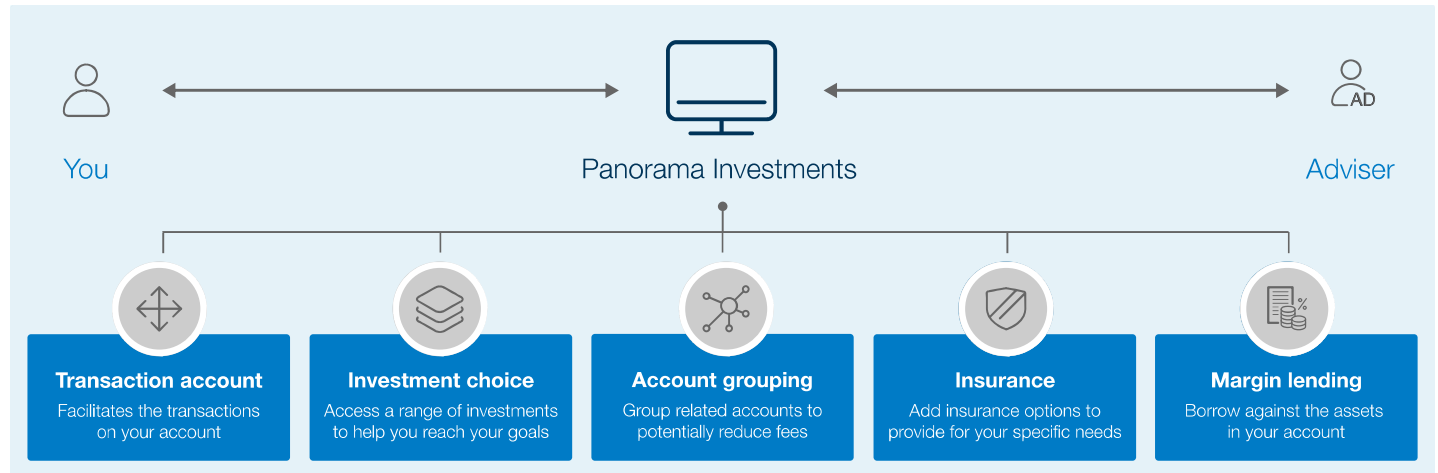 AD
You
Panorama Investments
Adviser
%
Transaction account
Facilitates the transactions
on your account
Investment choice
Access a range of investments
to help you reach your goals
Account grouping
Group related accounts to
potentially reduce fees
Insurance
Add insurance options to
provide for your specific needs
Margin lending
Borrow against the assets
in your account